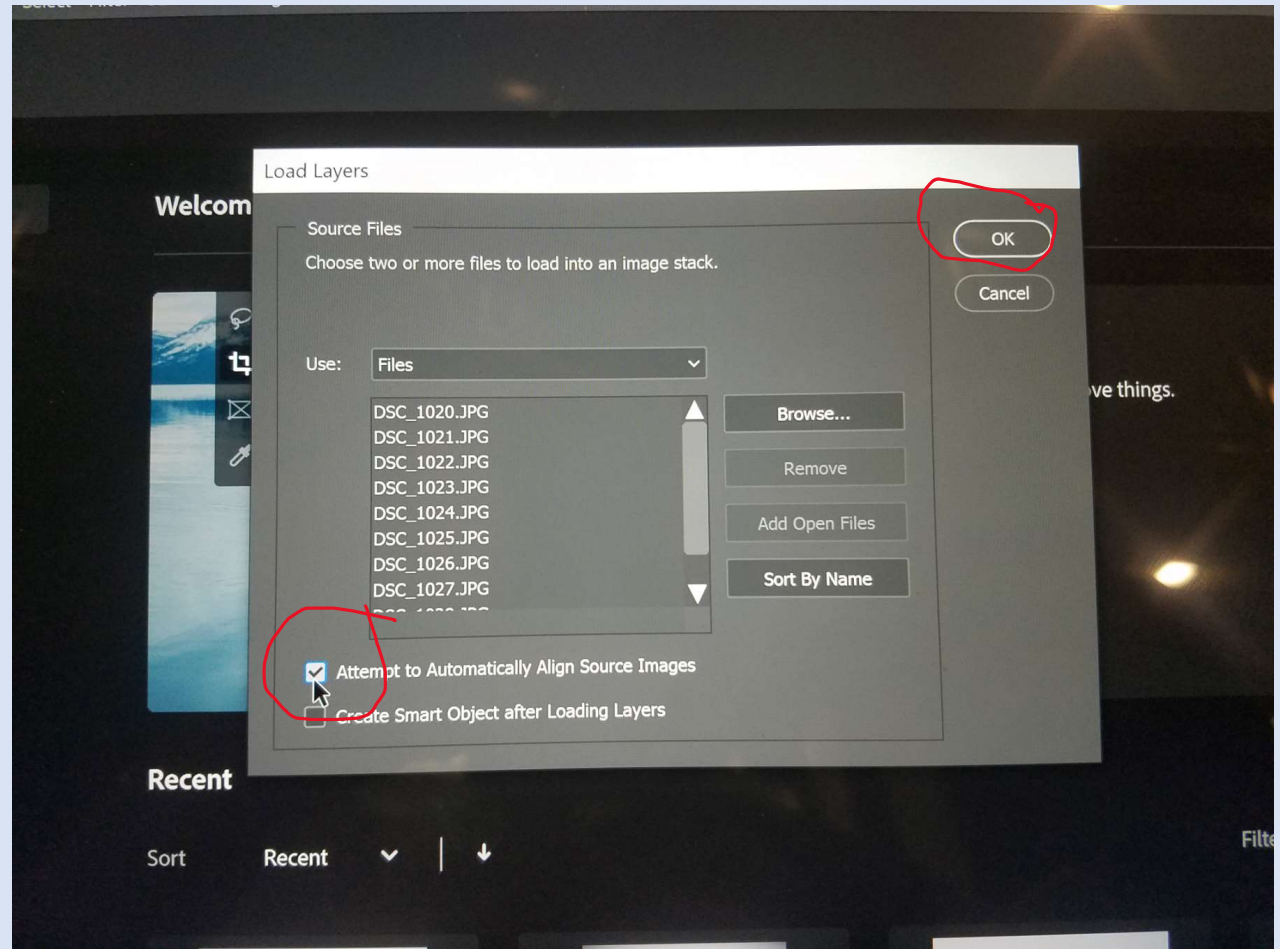 Select Filter
Load Layers
Welcom
Source Files
OK
Choose two or more files to load into an image stack.
Cancel
Use: Files
ve things.
DSC_1020.JPG
Browse...
DSC_1021.JPG
DSC_1022.JPG
Remove
DSC_1023.JPG
DSC_1024.JPG
Add Open Files
DSC_1025.JPG
DSC_1026.JPG
Sort By Name
DSC_1027.JPG
Attempt to Automatically Align Source Images
Create Smart Object after Loading Layers
Recent
Sort Recent
Filte